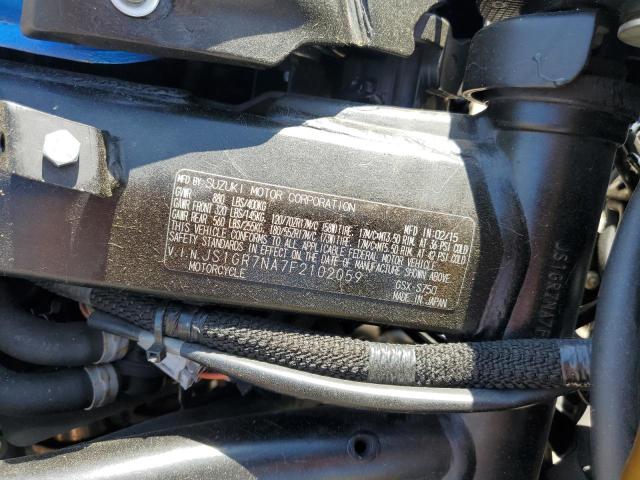 MFD BY SUZUKI MOTOR CORPORATION MFD IN: 02/15
GVWR 880 LBS/400KG
GAWR FRONT 320 LBS/145KG 120/70ZR17M/C (58W) TIRE 17M/CXMT3.50 RIM, AT 36 PSI COLD
GAWR REAR 560 LBS/255KG 180/55ZR17M/C (73W) TIRE 17M/CXMT5.50 RIM, AT 42 PSI COLD
THIS VEHICLE CONFORMS TO ALL APPLICABLE FEDERAL MOTOR VEHICLE
SAFETY STANDARDS IN EFFECT ON THE DATE OF MANUFACTURE SHOWN ABOVE
V.I.N. JS1GR7NA7F2102059 GSX-S750
MOTORCYCLE MADE IN JAPAN
JS1GR7NA7F